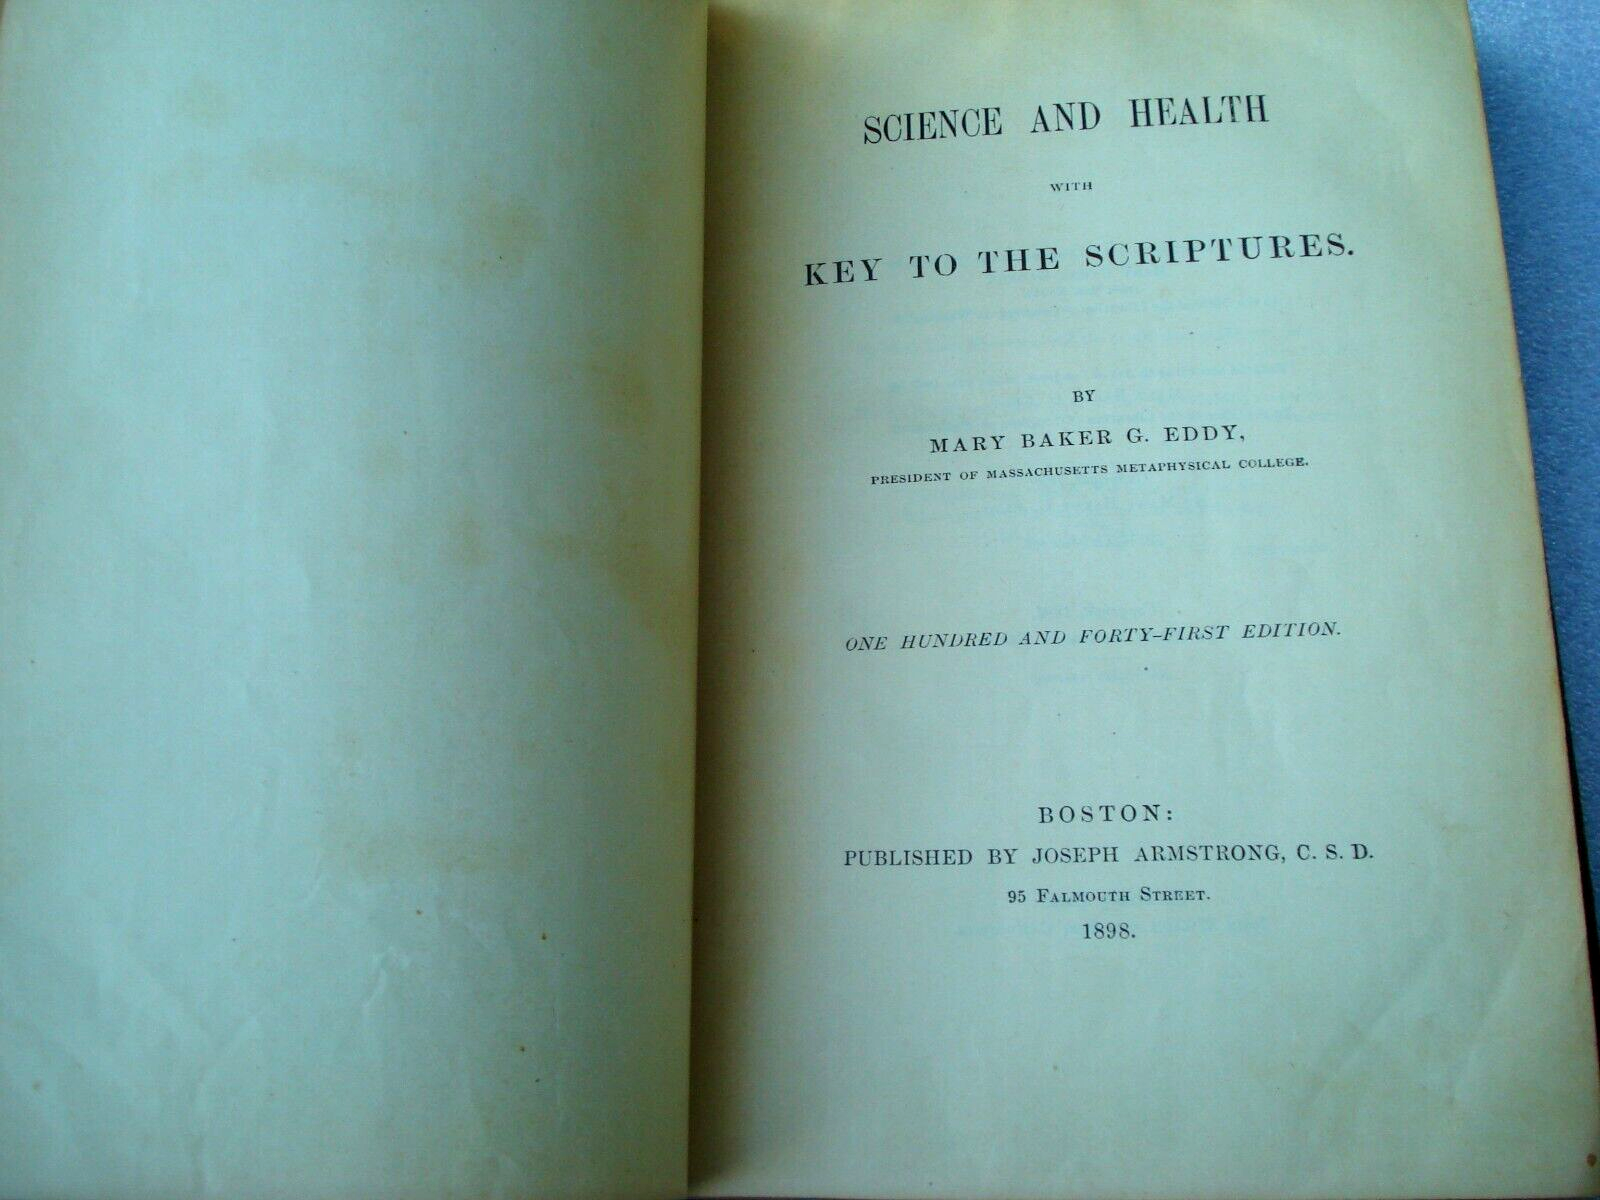 SCIENCE AND HEALTH
WITH
KEY TO THE SCRIPTURES.
BY
MARY BAKER G. EDDY,
PRESIDENT OF MASSACHUSETTS METAPHYSICAL COLLEGE.
ONE HUNDRED AND FORTY-FIRST EDITION.
BOSTON:
PUBLISHED BY JOSEPH ARMSTRONG, C. S. D.
95 FALMOUTH STREET.
1898.